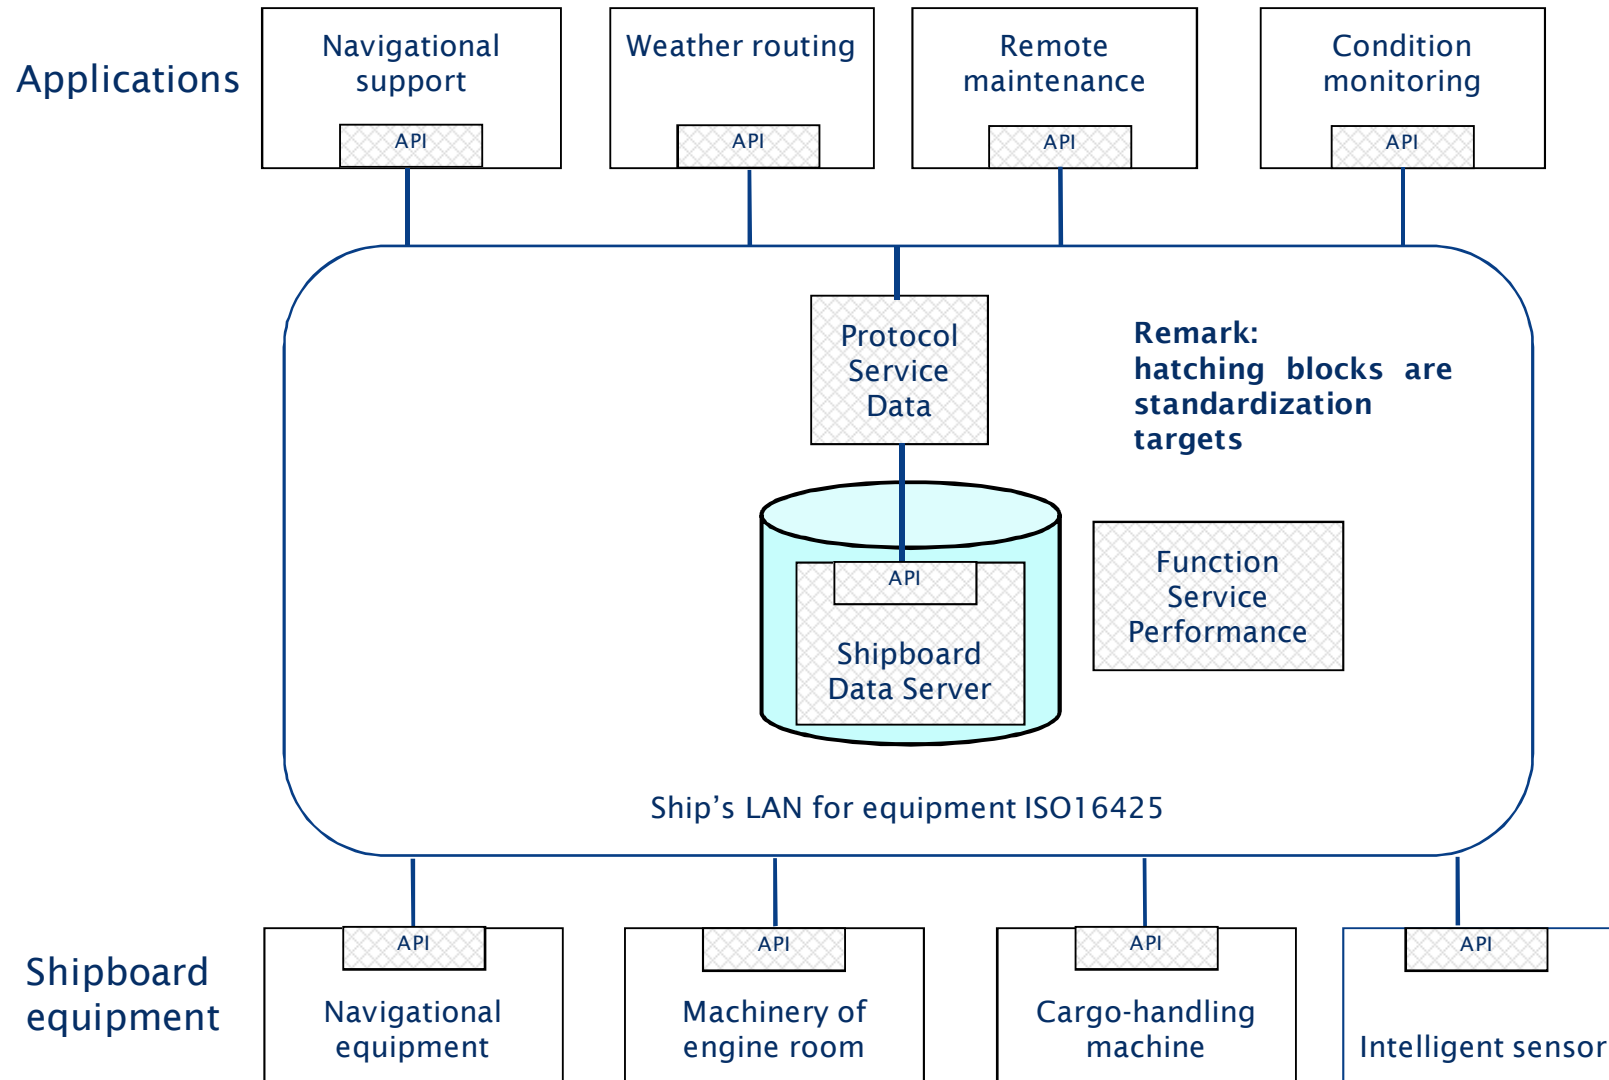 Applications
Navigational
support
API
Weather routing
API
Remote
maintenance
API
Condition
monitoring
API
Protocol
Service
Data
Remark:
hatching blocks are
standardization
targets
API
Shipboard
Data Server
Function
Service
Performance
Ship’s LAN for equipment ISO16425
Shipboard
equipment
API
Navigational
equipment
API
Machinery of
engine room
API
Cargo-handling
machine
API
Intelligent sensor